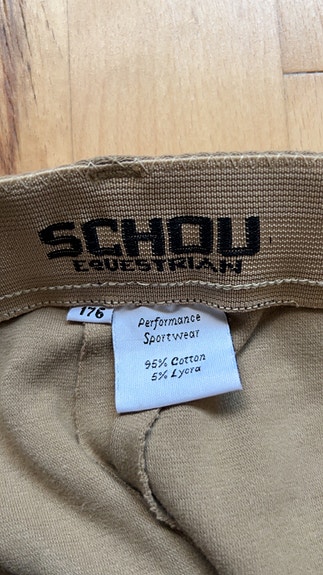 SCHOU
EQUESTRIAN
176
Performance
Sportwear
95% Cotton
5% Lycra